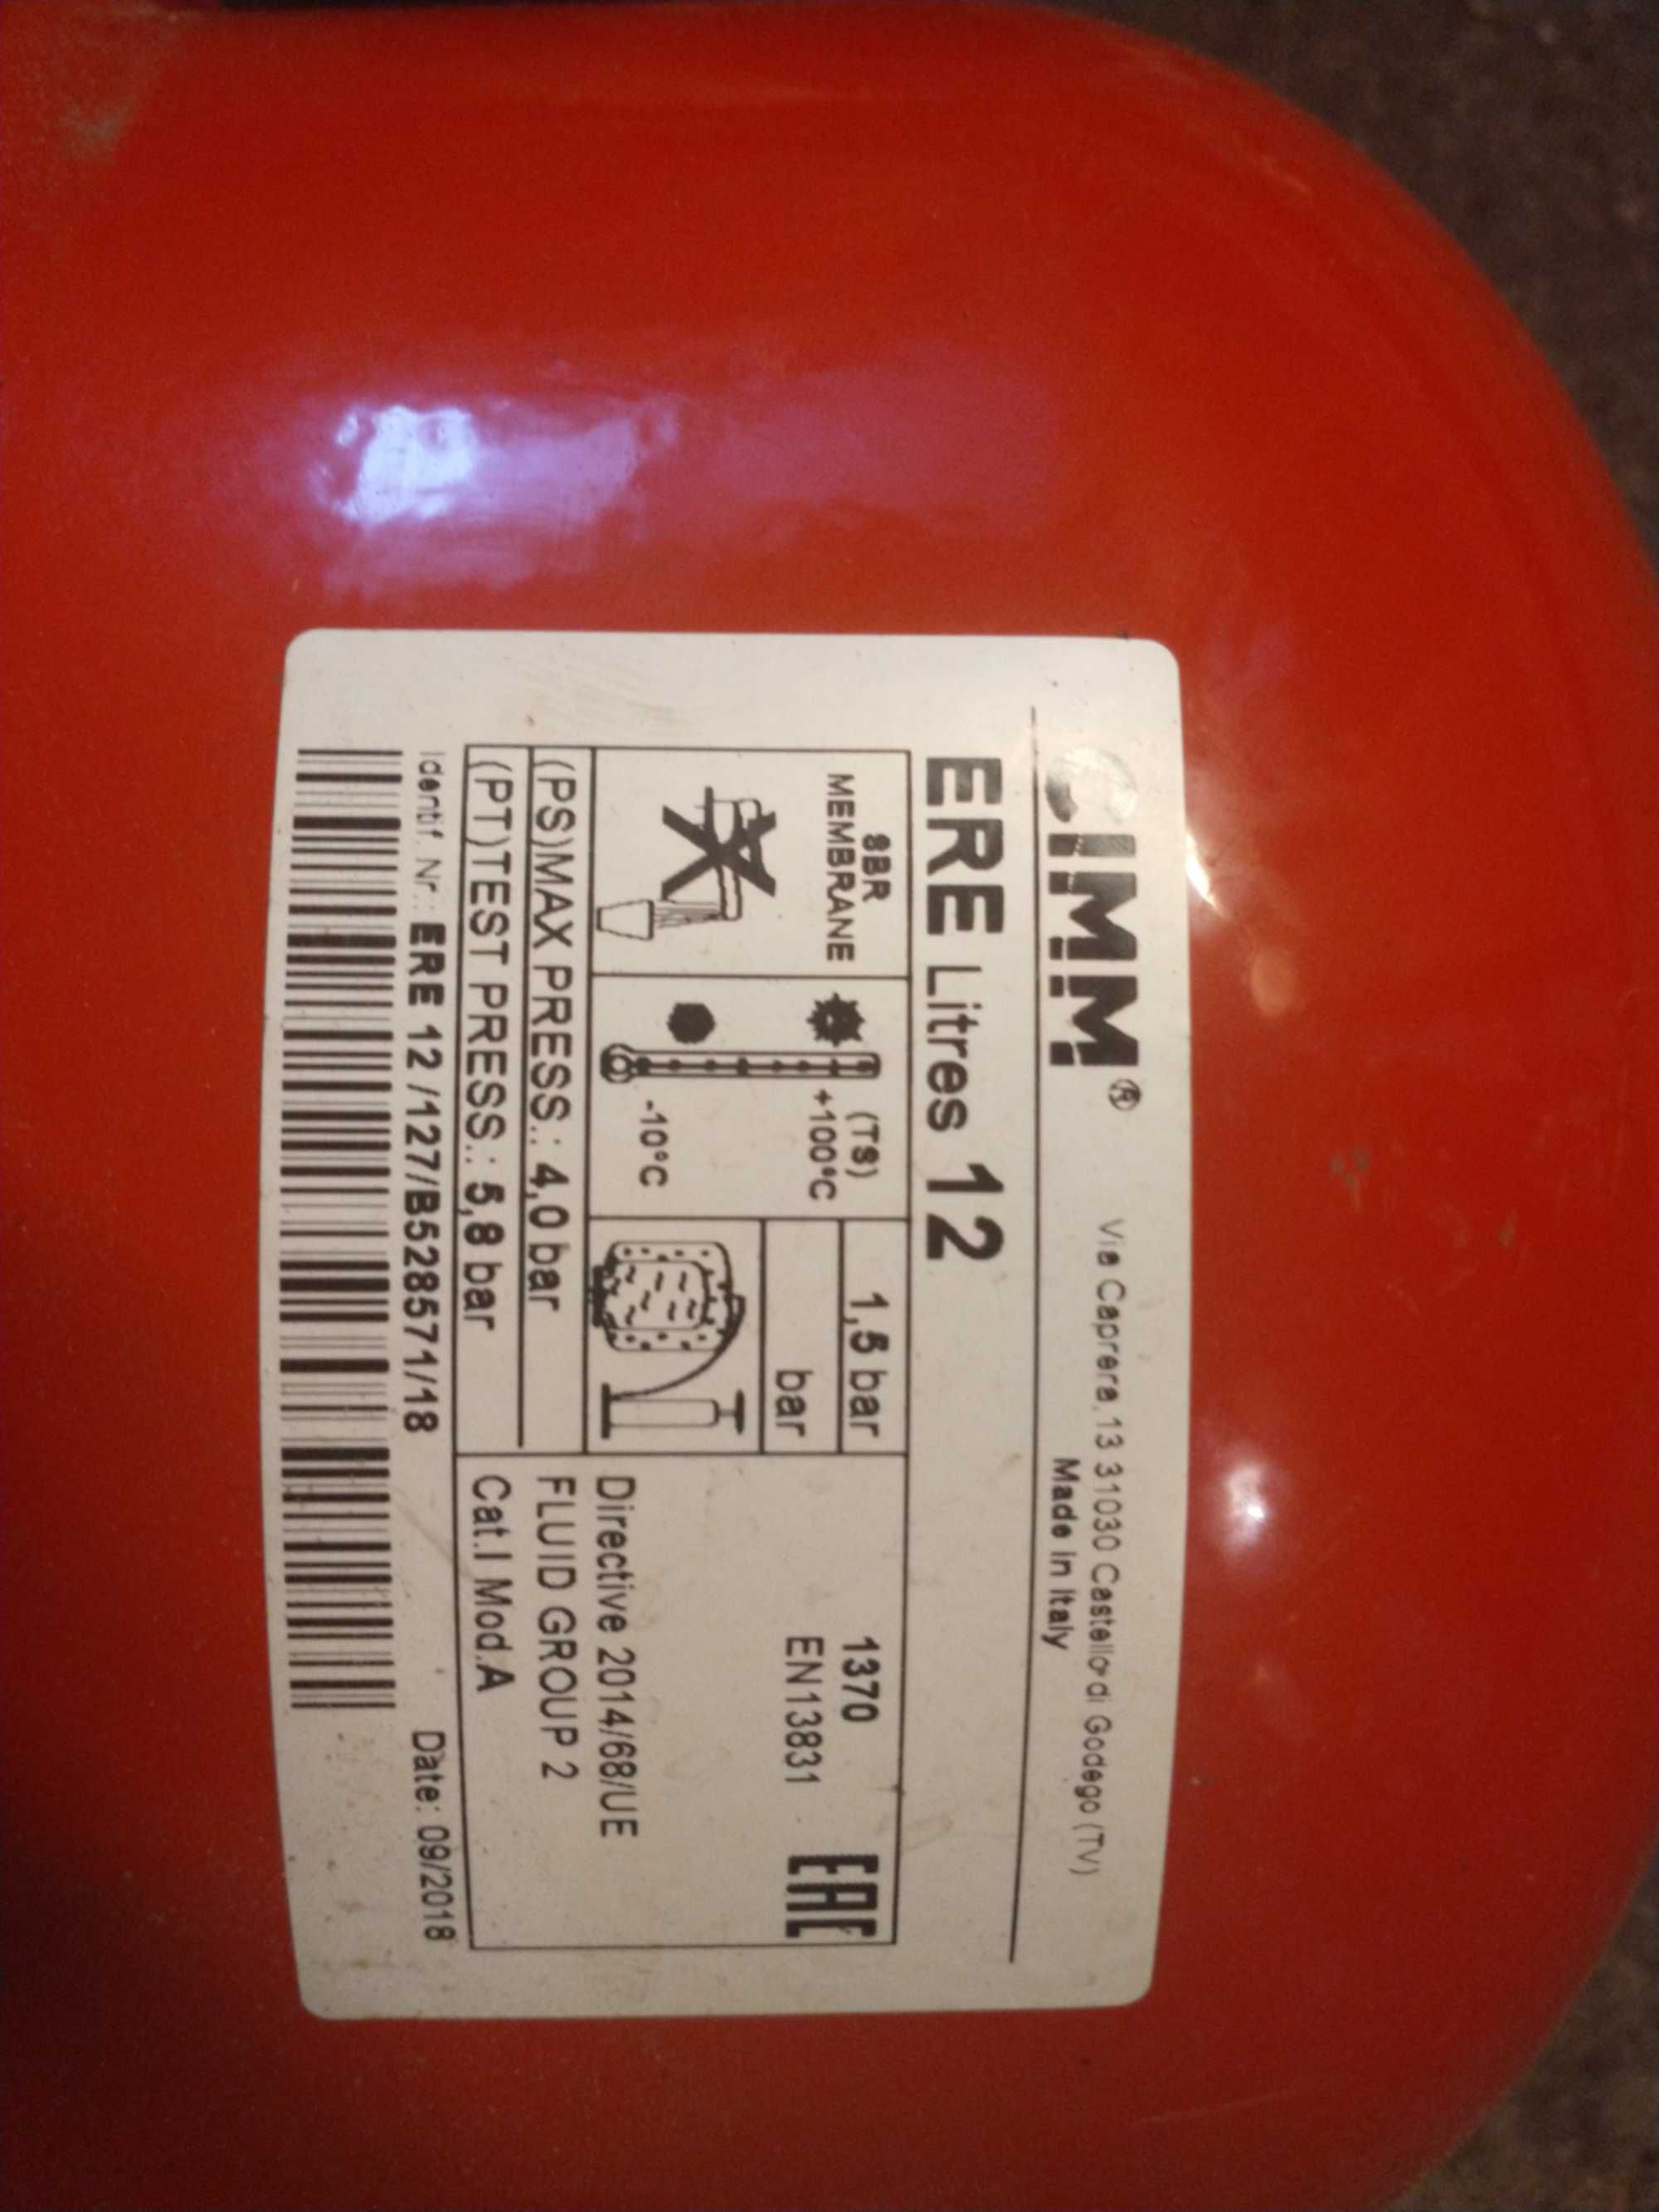 CIMM®
Via Caprera, 13 31030 Castello di Godego (TV)
Made in Italy
ERE Litres 12
SBR
MEMBRANE
(TS)
+100°C
-10°C
1,5 bar
bar
1370
EN13831
EAC
Directive 2014/68/UE
FLUID GROUP 2
Cat.I Mod.A
(PS)MAX PRESS.: 4,0 bar
(PT)TEST PRESS.: 5,8 bar
Identif. Nr.: ERE 12 /127/B528571/18
Date: 09/2018